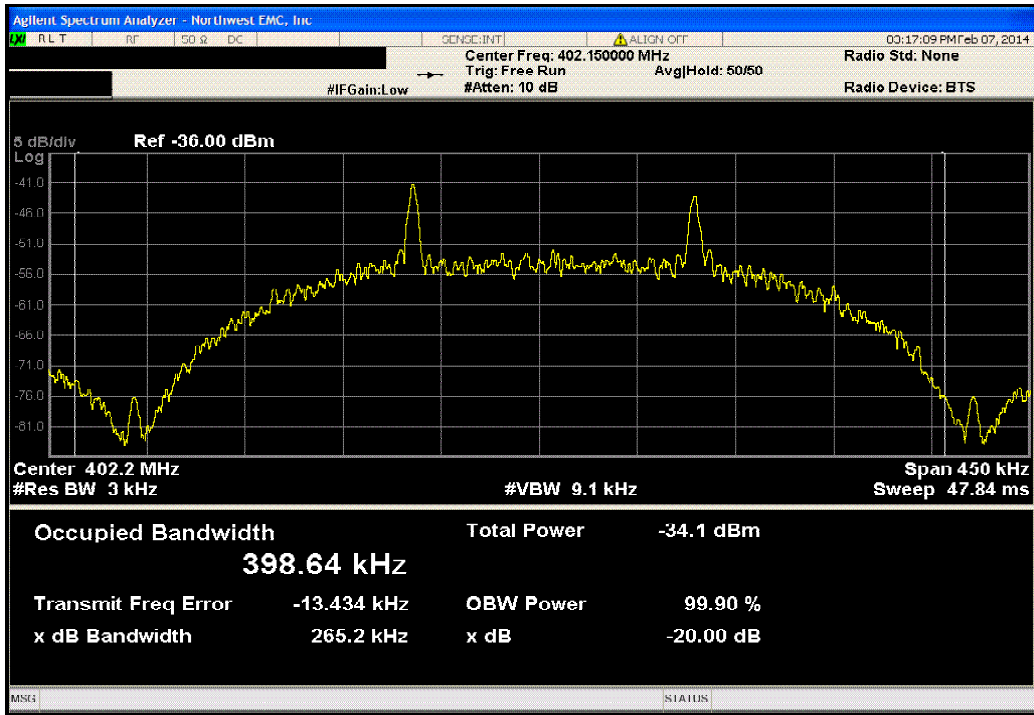 Agilent Spectrum Analyzer - Northwest EMC, Inc
LXI RLT RF 50 Ω DC SENSE:INT ALIGN OFF 03:17:09 PM Feb 07, 2014
Center Freq: 402.150000 MHz Radio Std: None
Trig: Free Run Avg|Hold: 50/50
#IFGain:Low #Atten: 10 dB Radio Device: BTS
5 dB/div Ref -36.00 dBm
Log
-41.0
-46.0
-51.0
-56.0
-61.0
-66.0
-71.0
-76.0
-81.0
Center 402.2 MHz Span 450 kHz
#Res BW 3 kHz #VBW 9.1 kHz Sweep 47.84 ms
Occupied Bandwidth Total Power -34.1 dBm
398.64 kHz
Transmit Freq Error -13.434 kHz OBW Power 99.90 %
x dB Bandwidth 265.2 kHz x dB -20.00 dB
MSG STATUS